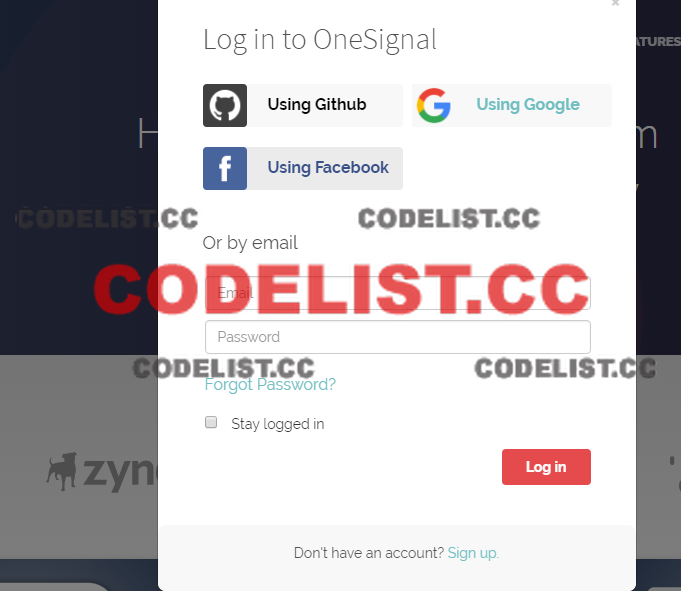 ×
Log in to OneSignal
ATURES
Using Github
Using Google
H
m
Using Facebook
CODELIST.CC
CODELIST.CC
Or by email
CODELIST.CC
Email
Password
CODELIST.CC
CODELIST.CC
Forgot Password?
Stay logged in
zyn
Log in
Don't have an account? Sign up.